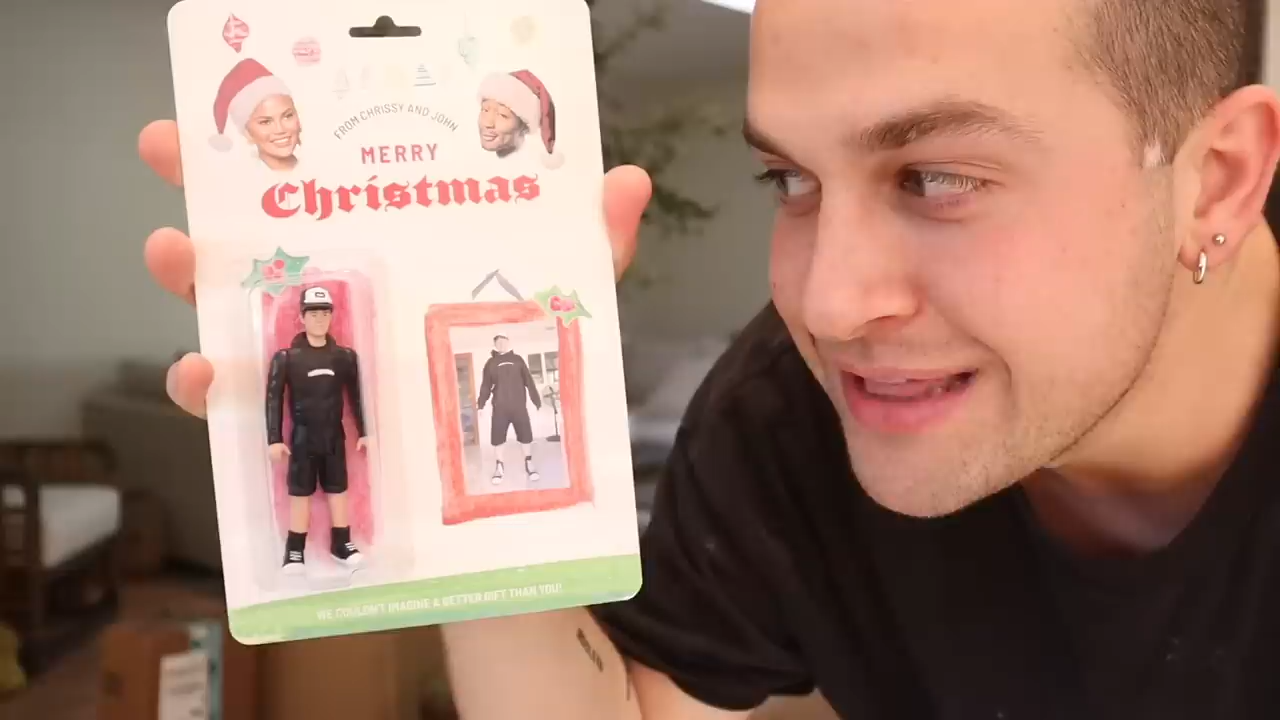 FROM CHRISSY AND JOHN
MERRY
Christmas
WE COULDN'T IMAGINE A BETTER GIFT THAN YOU!